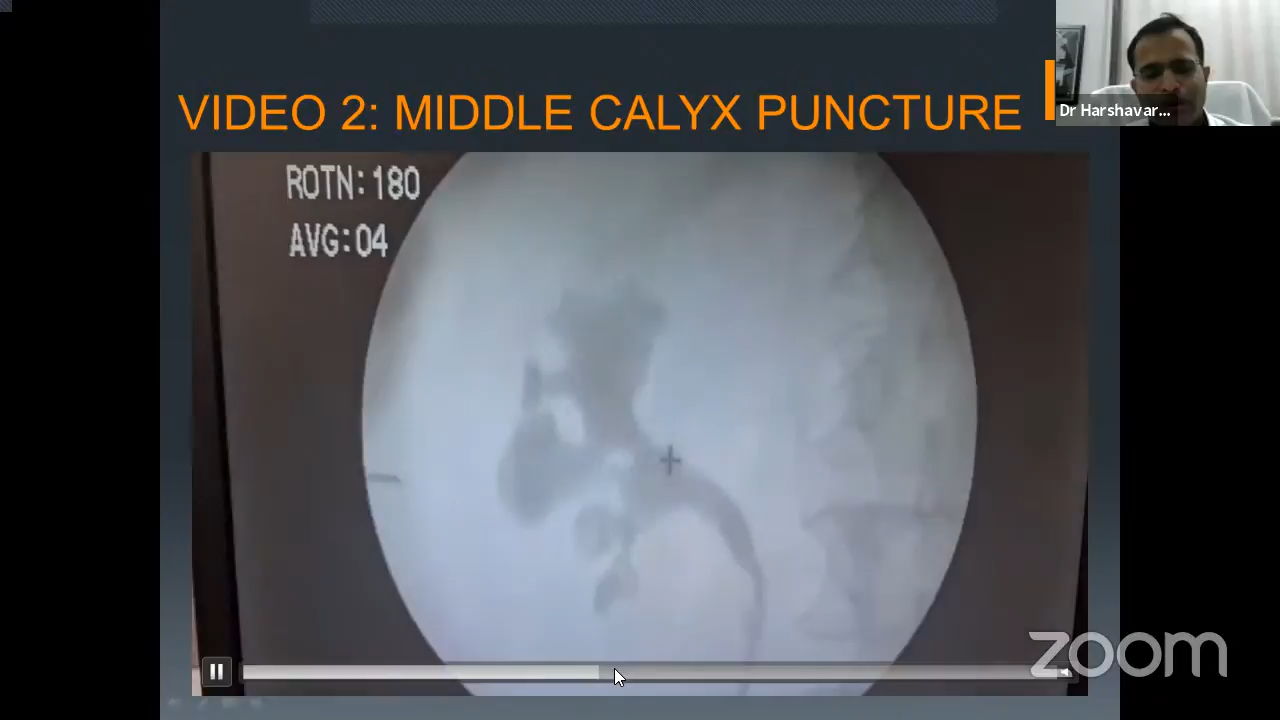 VIDEO 2: MIDDLE CALYX PUNCTURE
Dr Harshavar...
ROTN:180
AVG:04
zoom